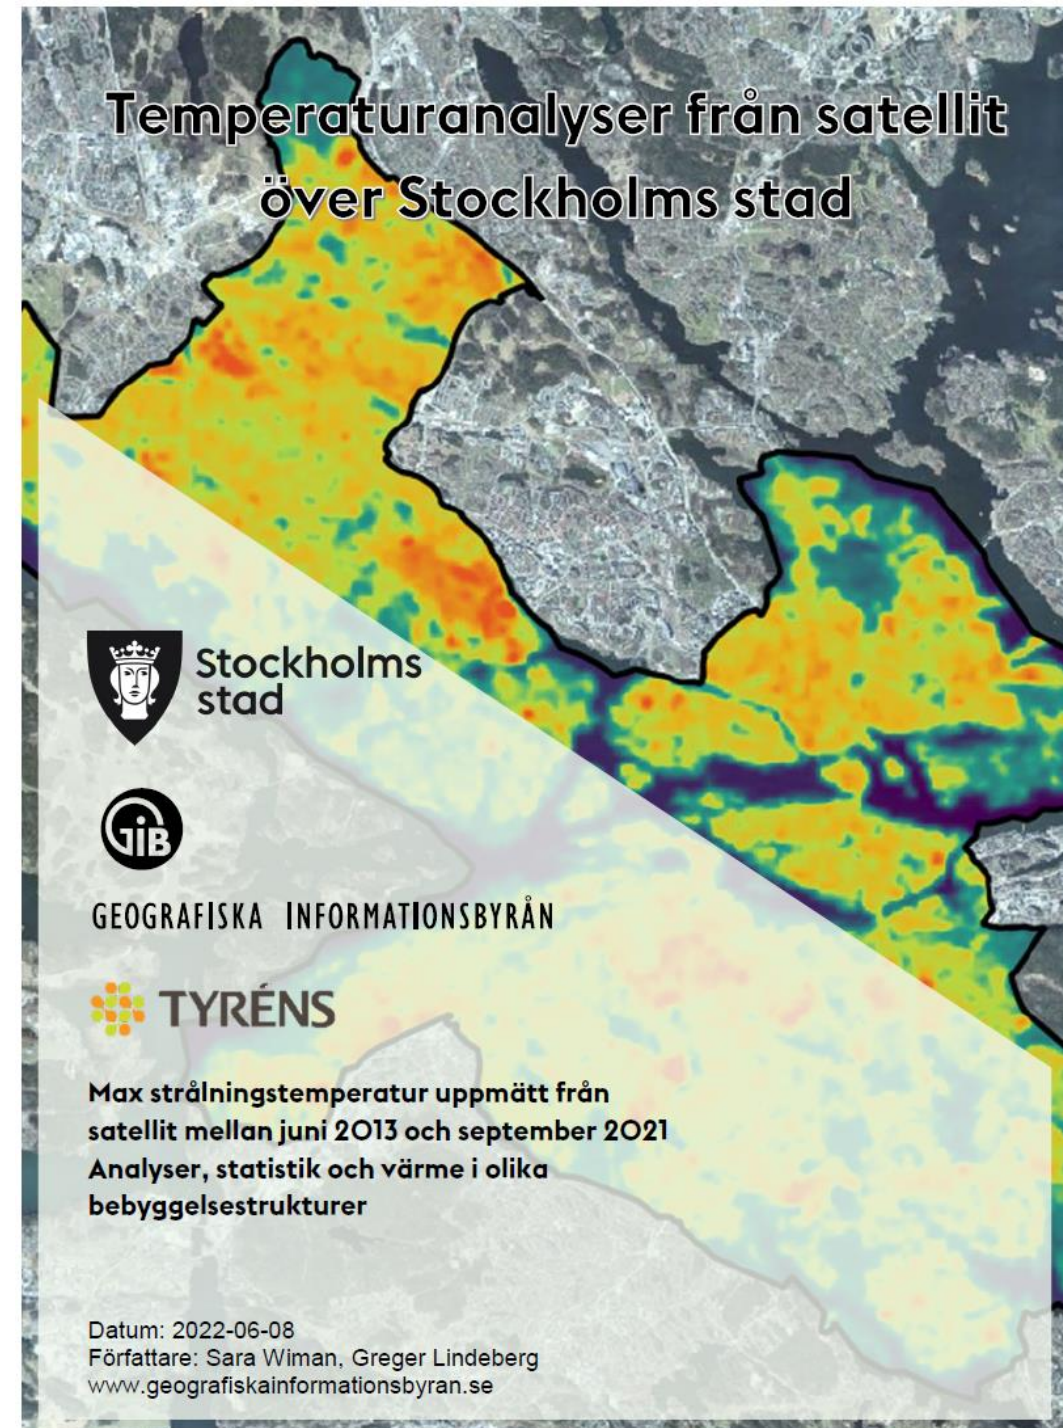 Temperaturanalyser från satellit
över Stockholms stad
Stockholms
stad
GIB
GEOGRAFISKA INFORMATIONSBYRÅN
TYRÉNS
Max strålningstemperatur uppmätt från
satellit mellan juni 2013 och september 2021
Analyser, statistik och värme i olika
bebyggelsestrukturer
Datum: 2022-06-08
Författare: Sara Wiman, Greger Lindeberg
www.geografiskainformationsbyran.se